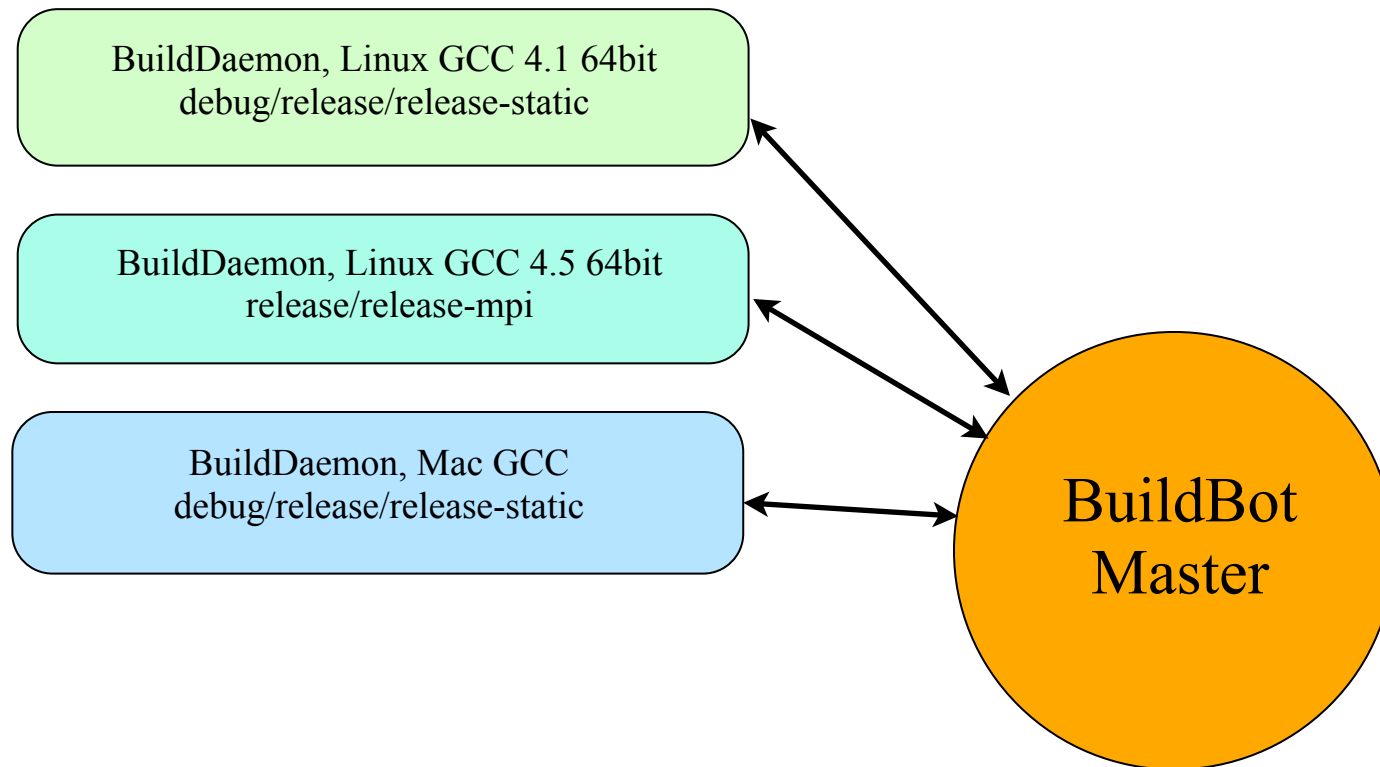 BuildDaemon, Linux GCC 4.1 64bit
debug/release/release-static
BuildDaemon, Linux GCC 4.5 64bit
release/release-mpi
BuildDaemon, Mac GCC
debug/release/release-static
BuildBot
Master